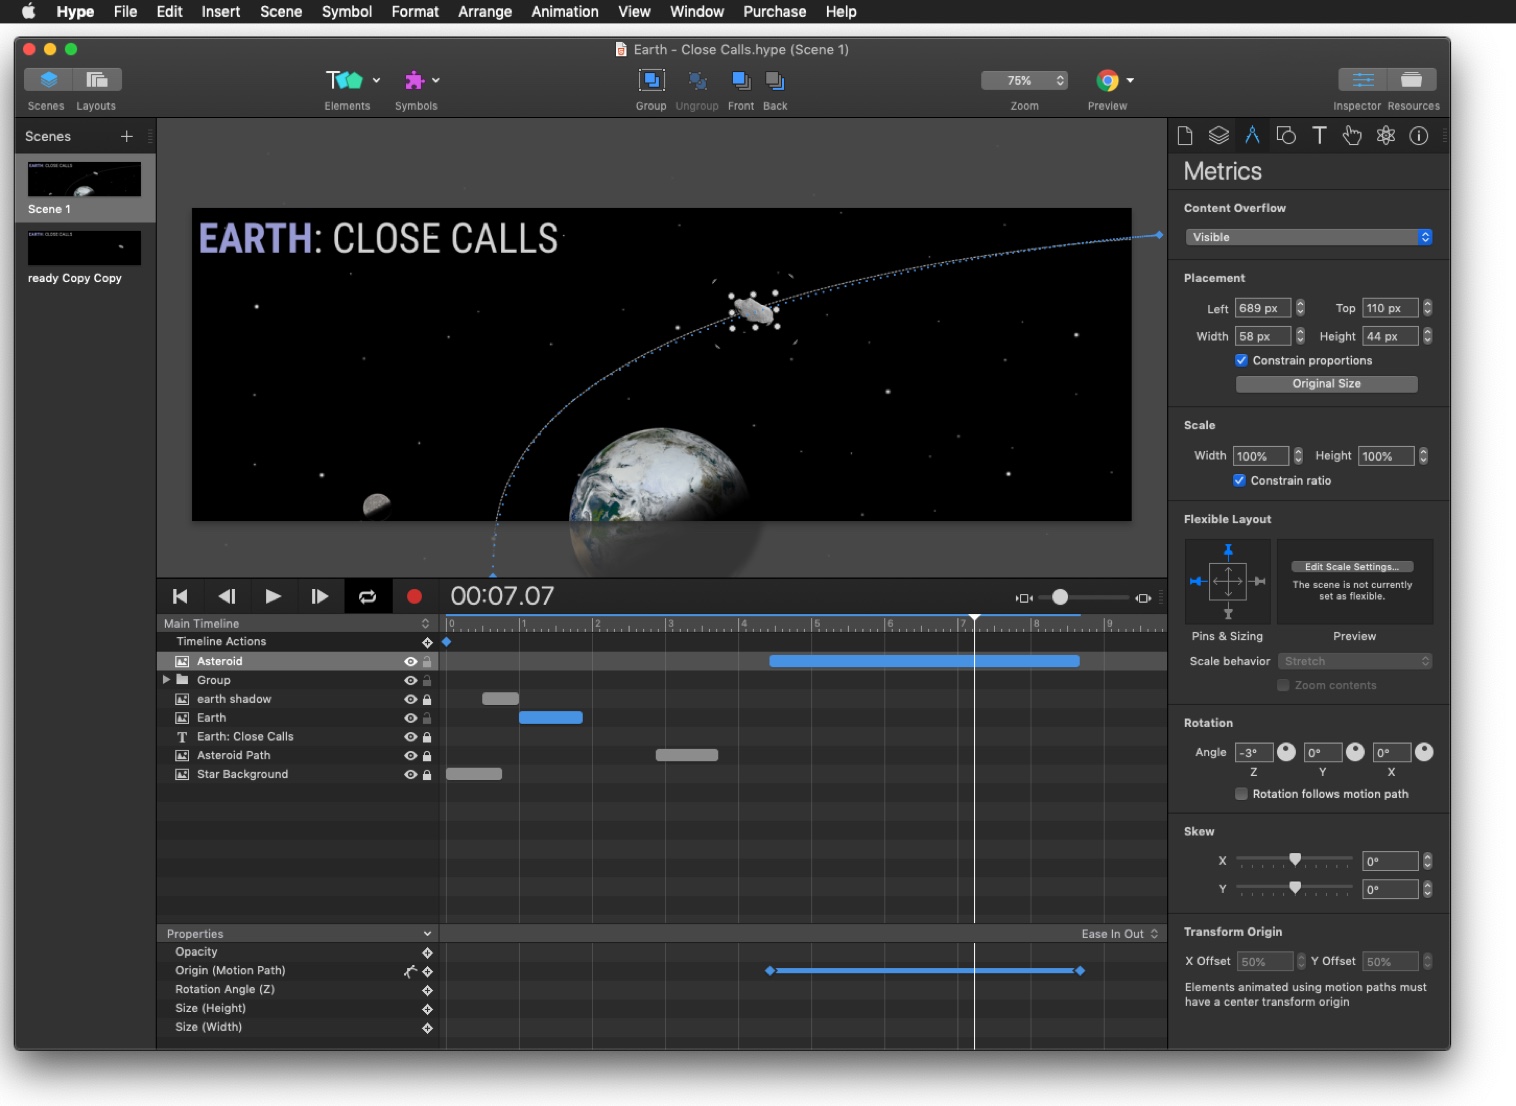 Hype File Edit Insert Scene Symbol Format Arrange Animation View Window Purchase Help
Earth - Close Calls.hype (Scene 1)
75%
Scenes Layouts Elements Symbols Group Ungroup Front Back Zoom Preview Inspector Resources
Scenes
EARTH: CLOSE CALLS
Scene 1
EARTH: CLOSE CALLS
ready Copy Copy
EARTH: CLOSE CALLS
00:07.07
Main Timeline 0 1 2 3 4 5 6 7 8 9
Timeline Actions
Asteroid
Group
earth shadow
Earth
Earth: Close Calls
Asteroid Path
Star Background
Properties Ease In Out
Opacity
Origin (Motion Path)
Rotation Angle (Z)
Size (Height)
Size (Width)
Metrics
Content Overflow
Visible
Placement
Left 689 px Top 110 px
Width 58 px Height 44 px
Constrain proportions
Original Size
Scale
Width 100% Height 100%
Constrain ratio
Flexible Layout
Edit Scale Settings...
The scene is not currently
set as flexible.
Pins & Sizing Preview
Scale behavior Stretch
Zoom contents
Rotation
Angle -3° 0° 0°
Z Y X
Rotation follows motion path
Skew
X 0°
Y 0°
Transform Origin
X Offset 50% Y Offset 50%
Elements animated using motion paths must
have a center transform origin